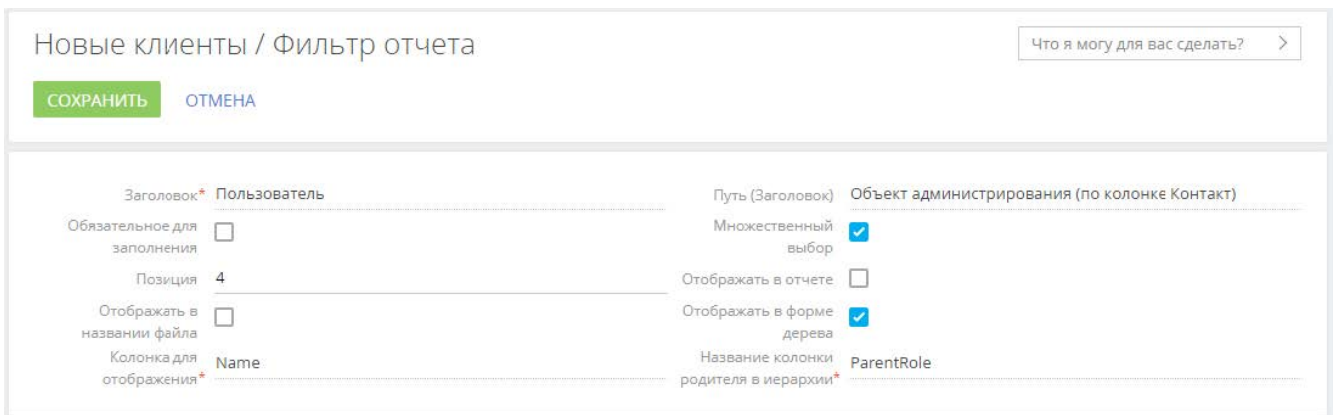 Новые клиенты / Фильтр отчета
Что я могу для вас сделать?
СОХРАНИТЬ ОТМЕНА
Заголовок* Пользователь
Путь (Заголовок) Объект администрирования (по колонке Контакт)
Обязательное для
заполнения
Множественный
выбор
Позиция 4
Отображать в отчете
Отображать в
названии файла
Отображать в форме
дерева
Колонка для
отображения* Name
Название колонки
родителя в иерархии* ParentRole